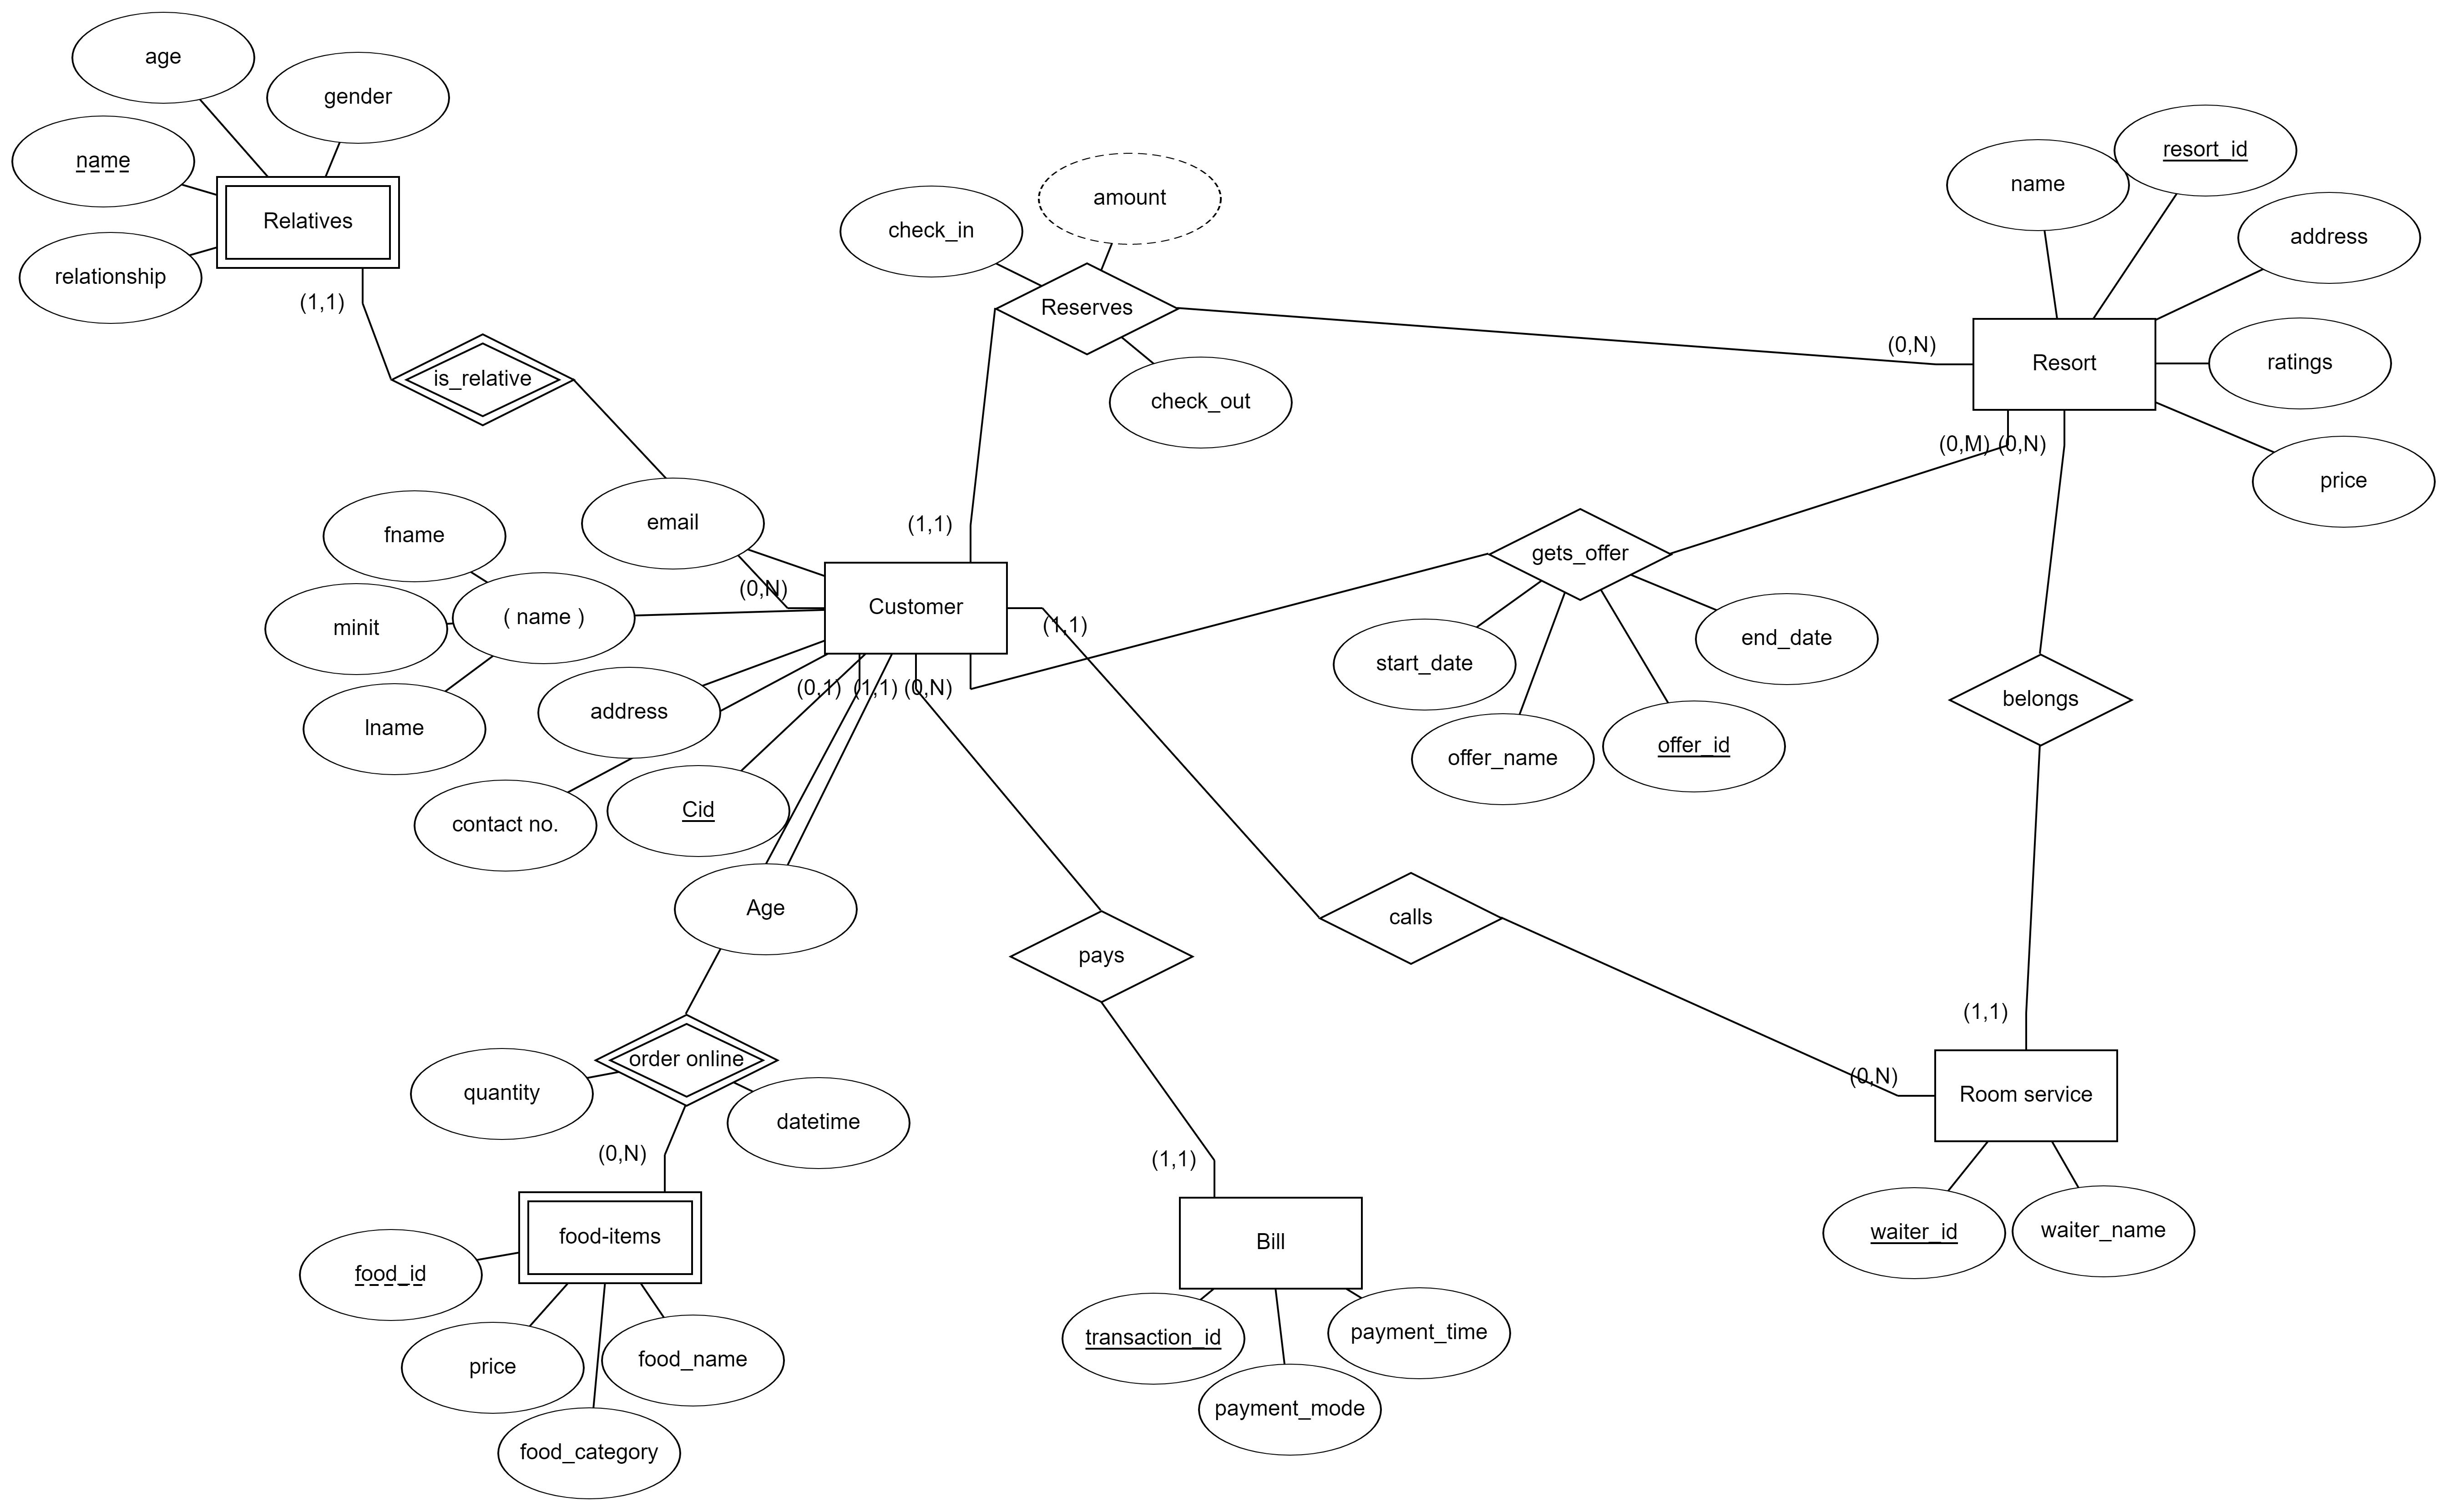 age
gender
name
Relatives
relationship
(1,1)
is_relative
amount
check_in
Reserves
check_out
(0,N)
resort_id
name
address
Resort
ratings
price
(0,M)
(0,N)
(1,1)
email
fname
(0,N)
Customer
( name )
minit
(1,1)
lname
address
(0,1)
(1,1)
(0,N)
Cid
contact no.
Age
gets_offer
start_date
end_date
offer_name
offer_id
belongs
calls
pays
order online
quantity
datetime
(0,N)
food-items
food_id
price
food_name
food_category
(1,1)
Bill
transaction_id
payment_time
payment_mode
(1,1)
(0,N)
Room service
waiter_id
waiter_name